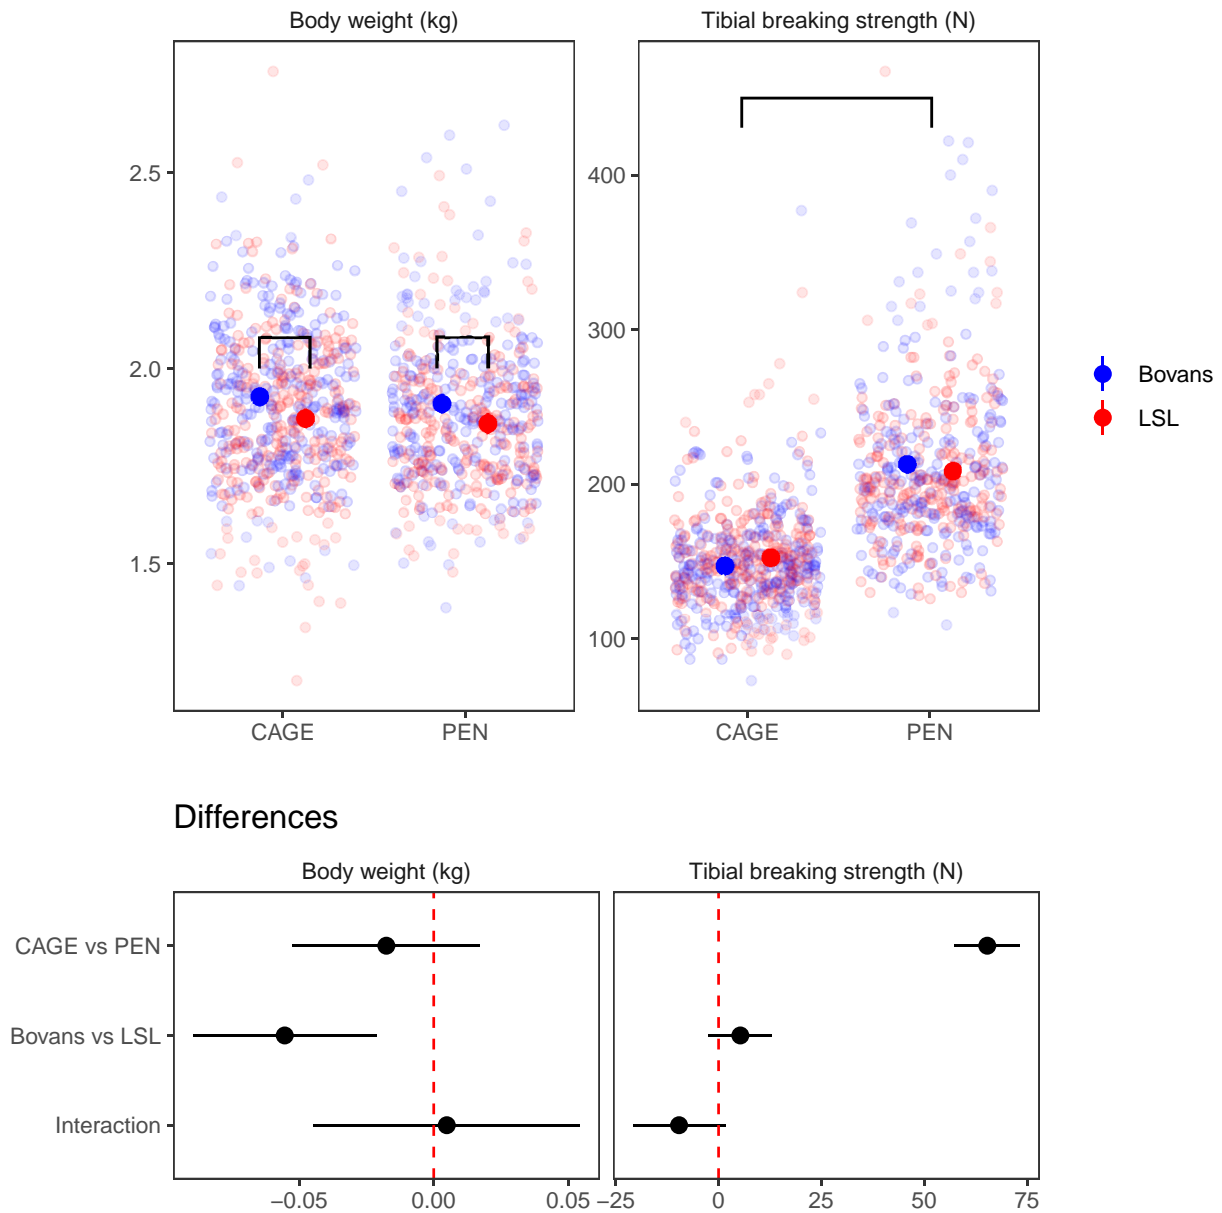 Body weight (kg)
Tibial breaking strength (N)
2.5
2.0
1.5
400
300
200
100
CAGE
PEN
CAGE
PEN
Bovans
LSL
Differences
Body weight (kg)
Tibial breaking strength (N)
CAGE vs PEN
Bovans vs LSL
Interaction
−0.05
0.00
0.05
−25
0
25
50
75